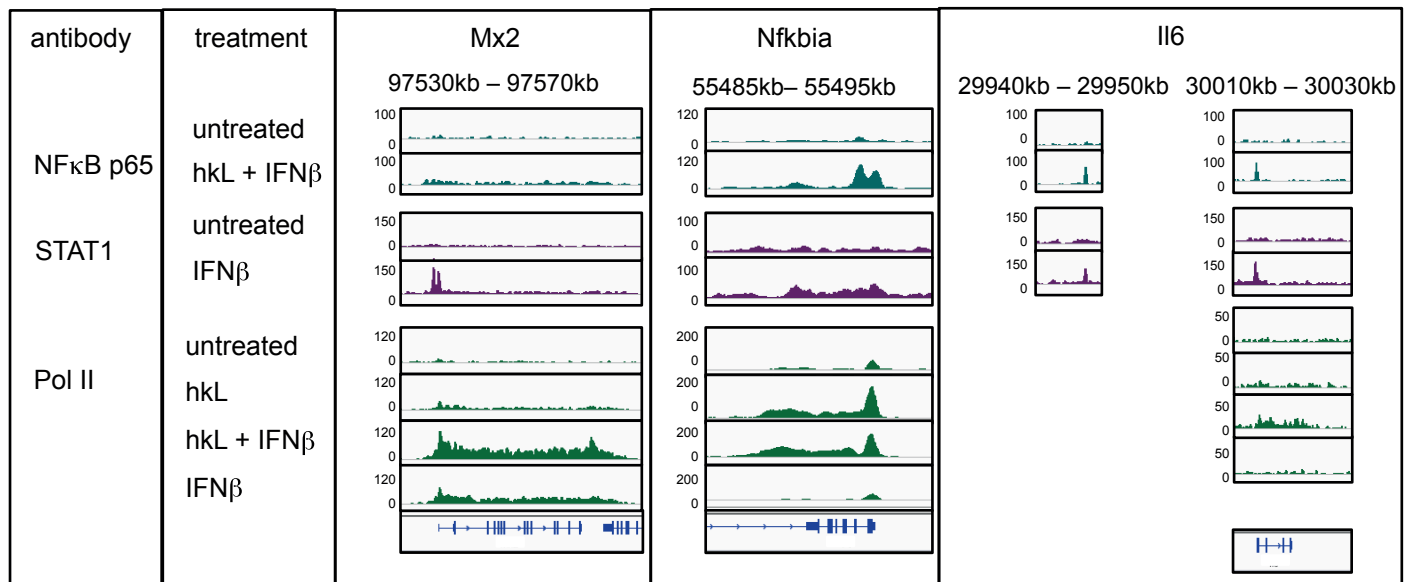 antibody treatment Mx2 Nfkbia Il6
97530kb – 97570kb 55485kb– 55495kb 29940kb – 29950kb 30010kb – 30030kb
NFκB p65
untreated 100 0 120 0 100 0 100 0
hkL + IFNβ 100 0 120 0 100 0 100 0
STAT1
untreated 150 0 100 0 150 0 150 0
IFNβ 150 0 100 0 150 0 150 0
Pol II
untreated 120 0 200 0 50 0
hkL 120 0 200 0 50 0
hkL + IFNβ 120 0 200 0 50 0
IFNβ 120 0 200 0 50 0